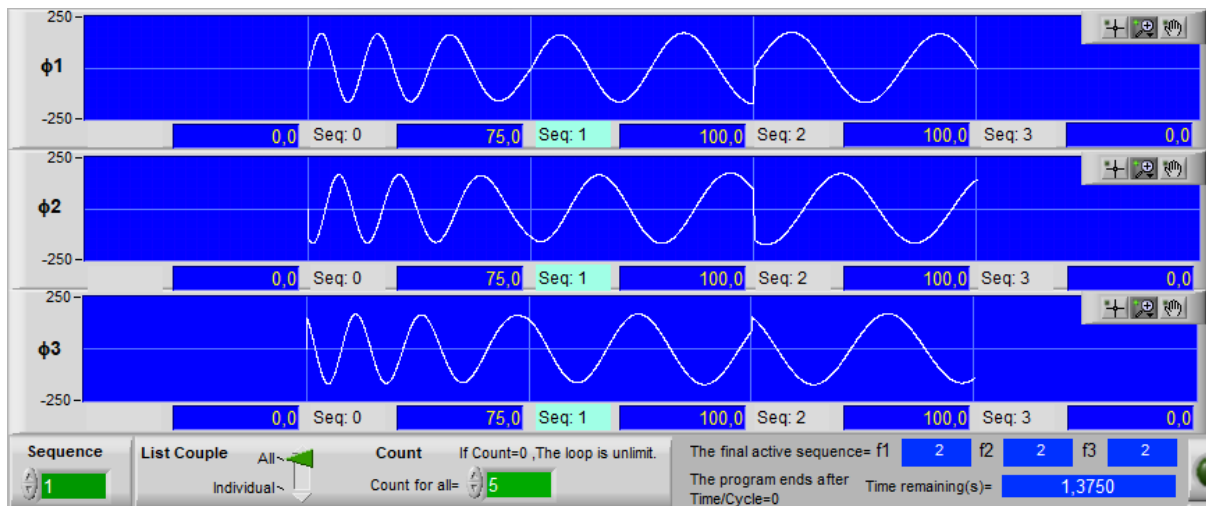 250
ϕ1
-250
0,0 Seq: 0 75,0 Seq: 1 100,0 Seq: 2 100,0 Seq: 3 0,0
250
ϕ2
-250
0,0 Seq: 0 75,0 Seq: 1 100,0 Seq: 2 100,0 Seq: 3 0,0
250
ϕ3
-250
0,0 Seq: 0 75,0 Seq: 1 100,0 Seq: 2 100,0 Seq: 3 0,0
Sequence
1
List Couple
All
Individual
Count If Count=0 ,The loop is unlimit.
Count for all= 5
The final active sequence= f1 2 f2 2 f3 2
The program ends after
Time/Cycle=0
Time remaining(s)= 1,3750